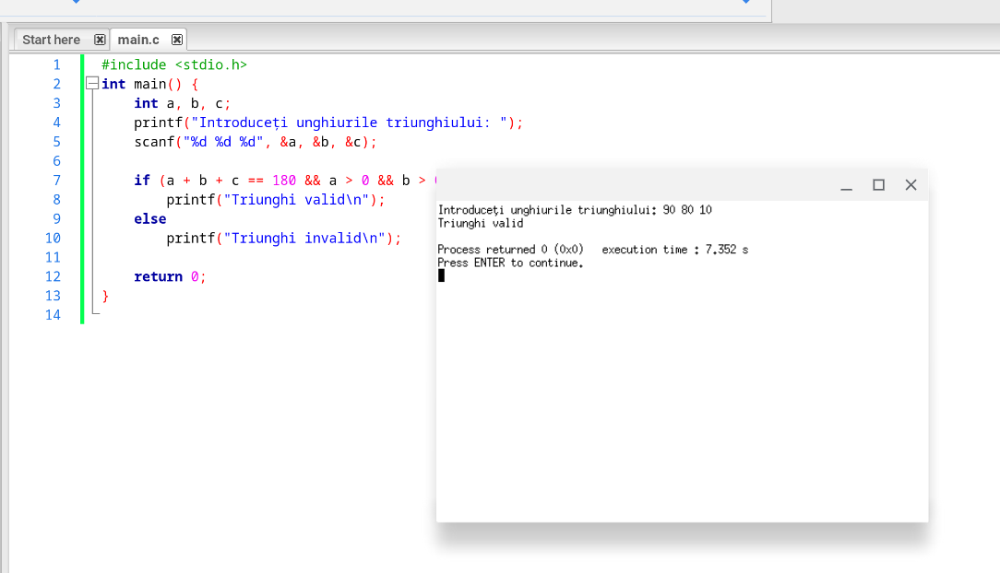 Start here main.c
1 #include <stdio.h>
2 int main() {
3 int a, b, c;
4 printf("Introduceți unghiurile triunghiului: ");
5 scanf("%d %d %d", &a, &b, &c);
6
7 if (a + b + c == 180 && a > 0 && b >
8 printf("Triunghi valid\n");
9 else
10 printf("Triunghi invalid\n");
11
12 return 0;
13 }
14
Introduceți unghiurile triunghiului: 90 80 10
Triunghi valid
Process returned 0 (0x0) execution time : 7.352 s
Press ENTER to continue.